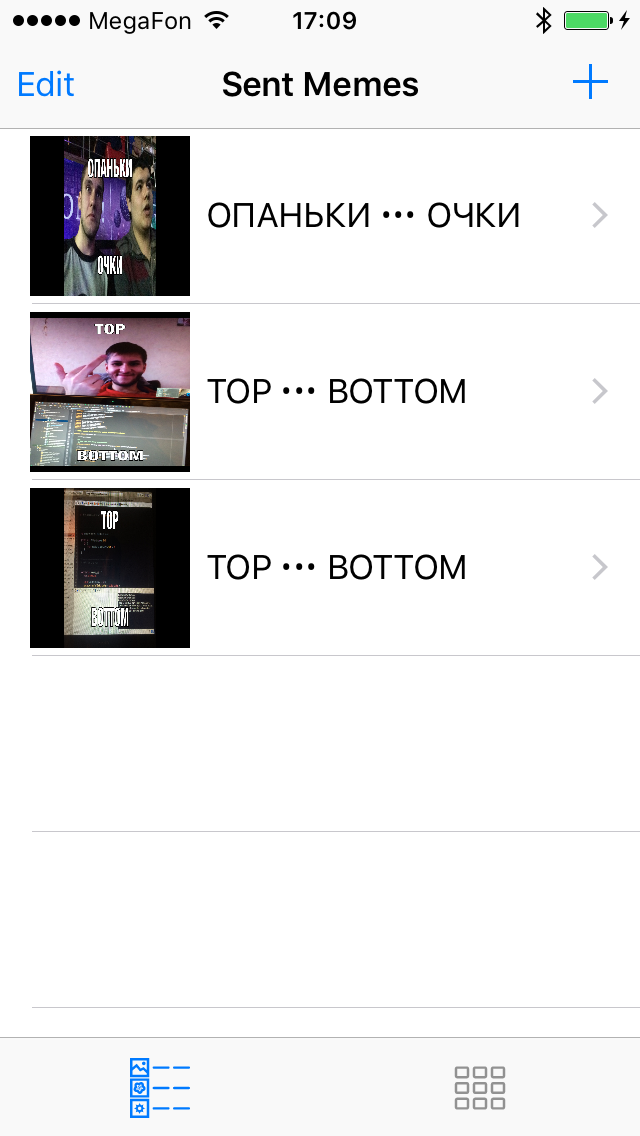 MegaFon 17:09
Edit Sent Memes
ОПАНЬКИ
ОЧКИ
ОПАНЬКИ ••• ОЧКИ
TOP
BOTTOM
TOP ••• BOTTOM
TOP
BOTTOM
TOP ••• BOTTOM